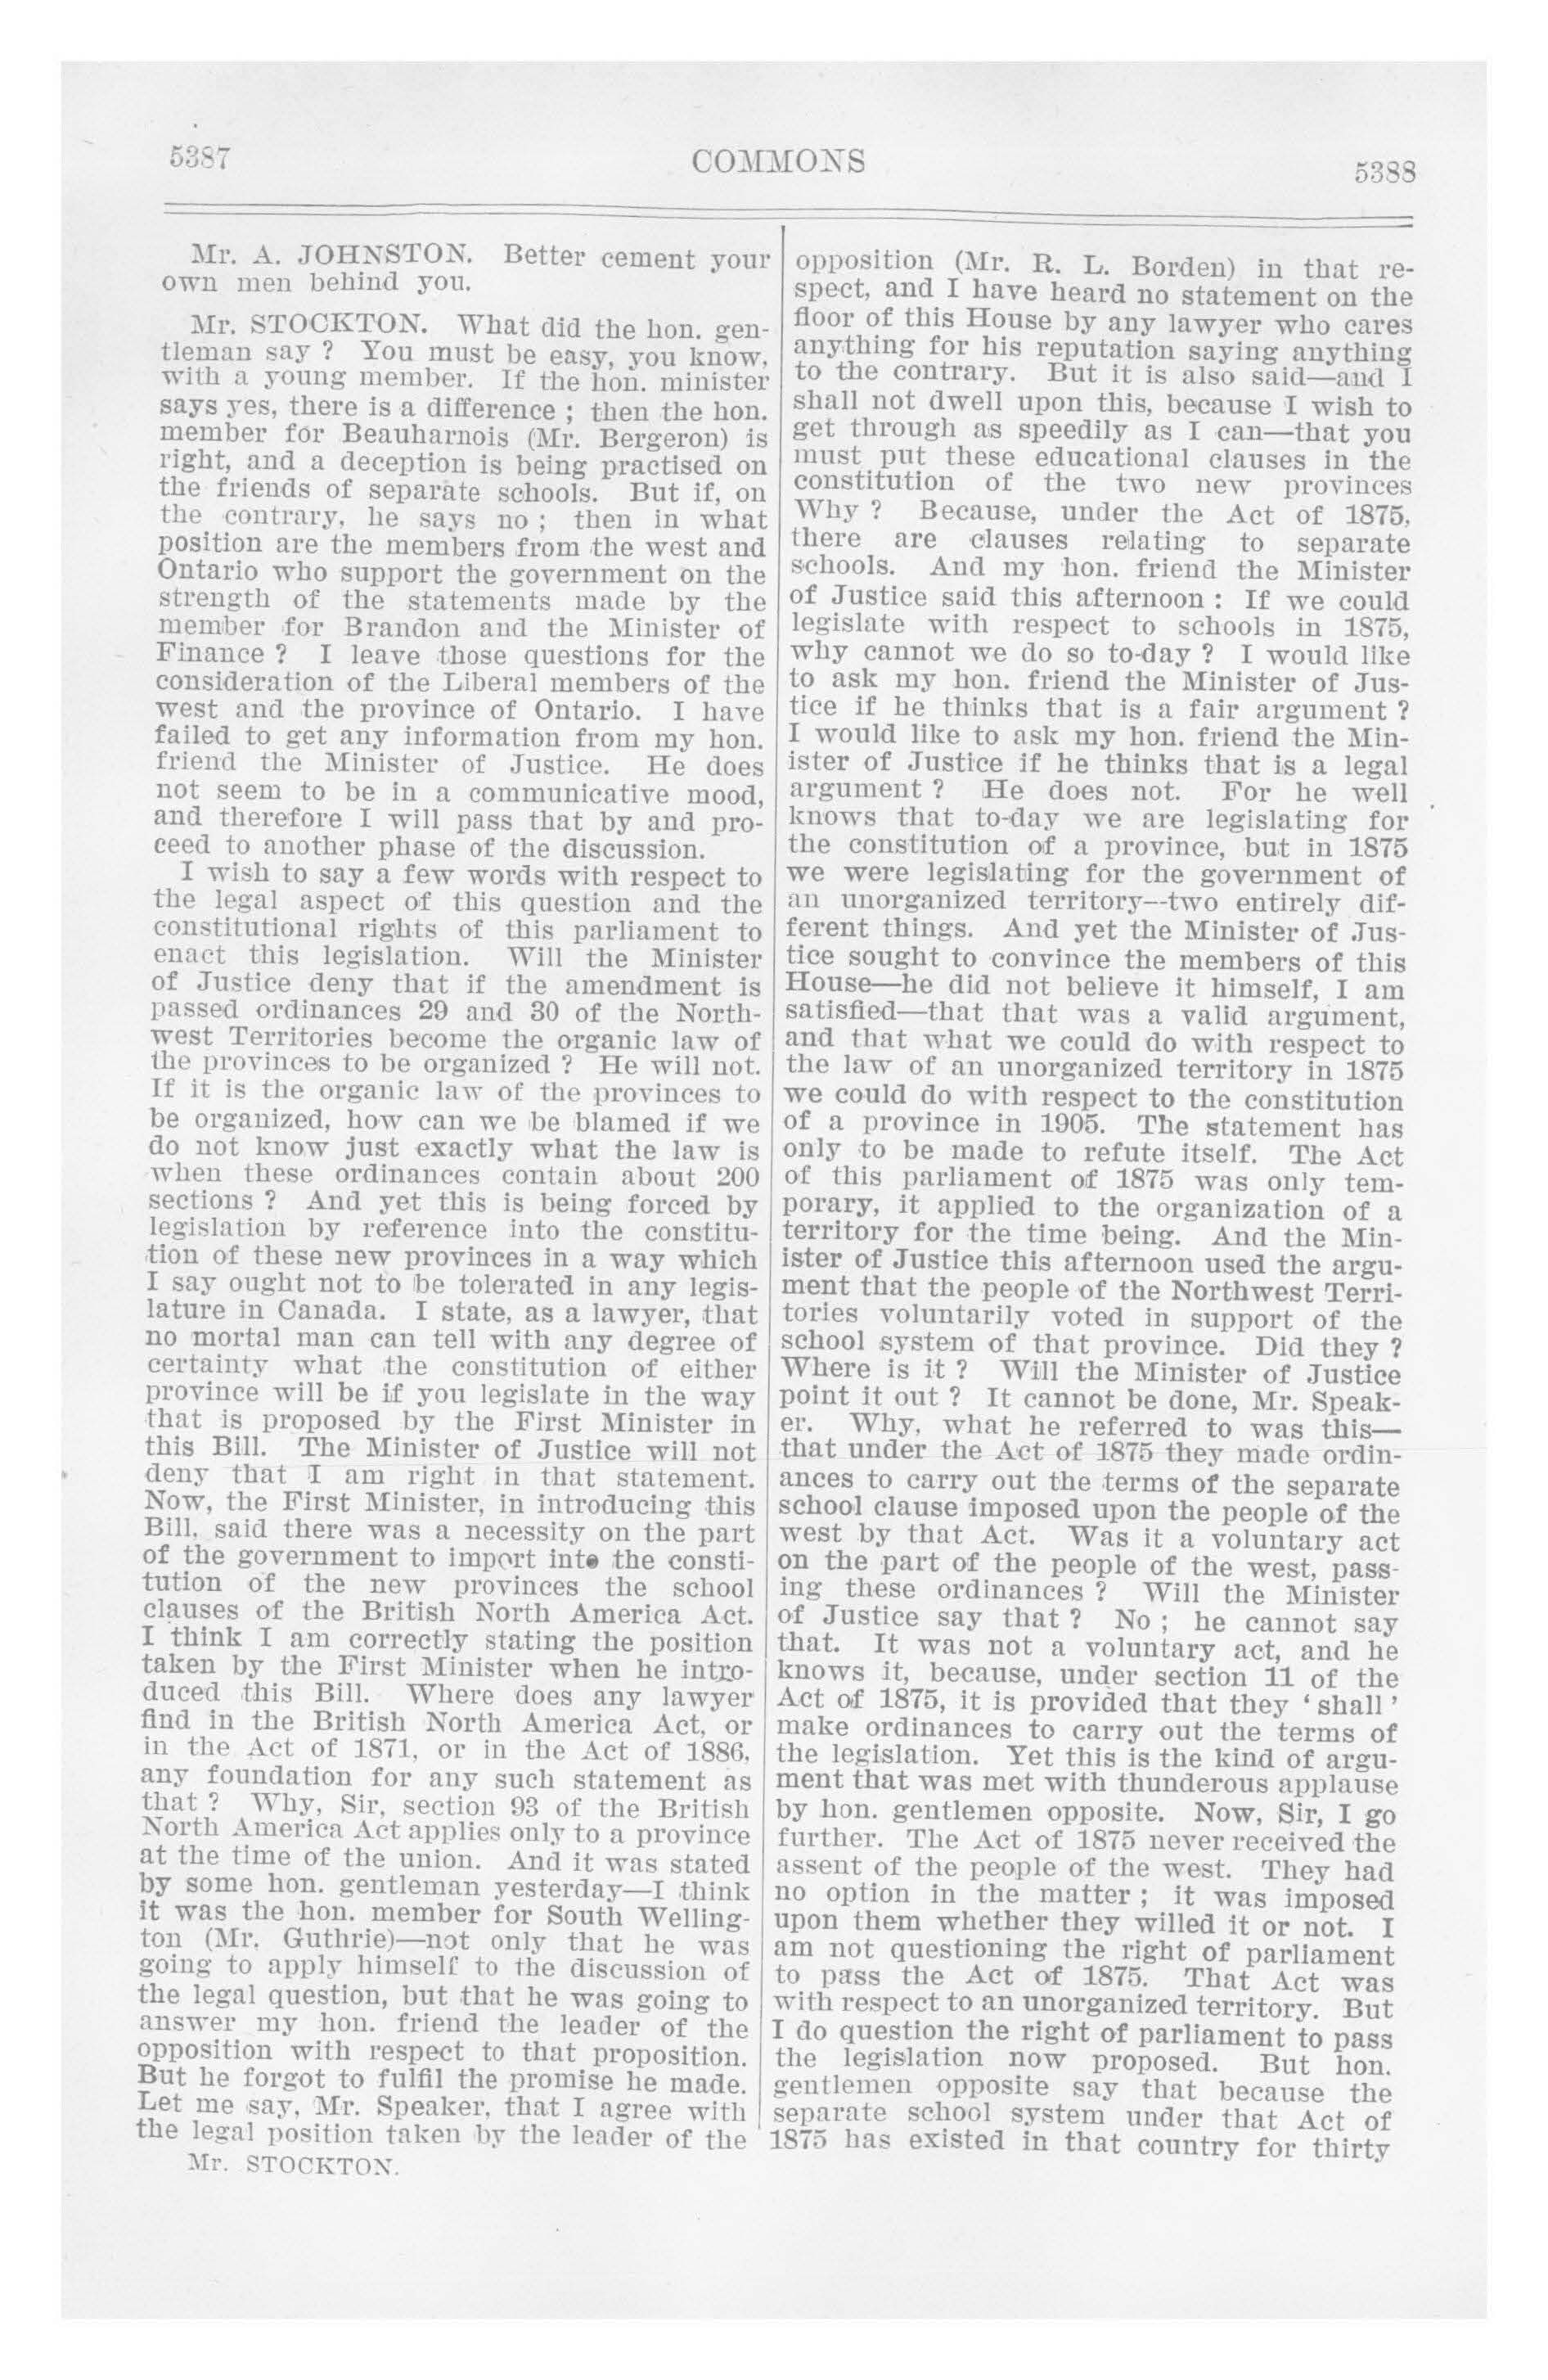 5387
COMMONS
5388
Mr. A. JOHNSTON. Better cement your
own men behind you.
Mr. STOCKTON. What did the hon. gen-
tleman say ? You must be easy, you know,
with a young member. If the hon. minister
says yes, there is a difference ; then the hon.
member for Beauharnois (Mr. Bergeron) is
right, and a deception is being practised on
the friends of separate schools. But if, on
the contrary, he says no ; then in what
position are the members from the west and
Ontario who support the government on the
strength of the statements made by the
member for Brandon and the Minister of
Finance ? I leave those questions for the
consideration of the Liberal members of the
west and the province of Ontario. I have
failed to get any information from my hon.
friend the Minister of Justice. He does
not seem to be in a communicative mood,
and therefore I will pass that by and pro-
ceed to another phase of the discussion.
I wish to say a few words with respect to
the legal aspect of this question and the
constitutional rights of this parliament to
enact this legislation. Will the Minister
of Justice deny that if the amendment is
passed ordinances 29 and 30 of the North-
west Territories become the organic law of
the provinces to be organized ? He will not.
If it is the organic law of the provinces to
be organized, how can we be blamed if we
do not know just exactly what the law is
when these ordinances contain about 200
sections ? And yet this is being forced by
legislation by reference into the constitu-
tion of these new provinces in a way which
I say ought not to be tolerated in any legis-
lature in Canada. I state, as a lawyer, that
no mortal man can tell with any degree of
certainty what the constitution of either
province will be if you legislate in the way
that is proposed by the First Minister in
this Bill. The Minister of Justice will not
deny that I am right in that statement.
Now, the First Minister, in introducing this
Bill, said there was a necessity on the part
of the government to import into the consti-
tution of the new provinces the school
clauses of the British North America Act.
I think I am correctly stating the position
taken by the First Minister when he intro-
duced this Bill. Where does any lawyer
find in the British North America Act, or
in the Act of 1871, or in the Act of 1886,
any foundation for any such statement as
that ? Why, Sir, section 93 of the British
North America Act applies only to a province
at the time of the union. And it was stated
by some hon. gentleman yesterday—I think
it was the hon. member for South Welling-
ton (Mr. Guthrie)—not only that he was
going to apply himself to the discussion of
the legal question, but that he was going to
answer my hon. friend the leader of the
opposition with respect to that proposition.
But he forgot to fulfil the promise he made.
Let me say, Mr. Speaker, that I agree with
the legal position taken by the leader of the
Mr. STOCKTON.
opposition (Mr. R. L. Borden) in that re-
spect, and I have heard no statement on the
floor of this House by any lawyer who cares
anything for his reputation saying anything
to the contrary. But it is also said—and I
shall not dwell upon this, because I wish to
get through as speedily as I can—that you
must put these educational clauses in the
constitution of the two new provinces
Why ? Because, under the Act of 1875,
there are clauses relating to separate
schools. And my hon. friend the Minister
of Justice said this afternoon : If we could
legislate with respect to schools in 1875,
why cannot we do so to-day ? I would like
to ask my hon. friend the Minister of Jus-
tice if he thinks that is a fair argument ?
I would like to ask my hon. friend the Min-
ister of Justice if he thinks that is a legal
argument ? He does not. For he well
knows that to-day we are legislating for
the constitution of a province, but in 1875
we were legislating for the government of
an unorganized territory--two entirely dif-
ferent things. And yet the Minister of Jus-
tice sought to convince the members of this
House—he did not believe it himself, I am
satisfied—that that was a valid argument,
and that what we could do with respect to
the law of an unorganized territory in 1875
we could do with respect to the constitution
of a province in 1905. The statement has
only to be made to refute itself. The Act
of this parliament of 1875 was only tem-
porary, it applied to the organization of a
territory for the time being. And the Min-
ister of Justice this afternoon used the argu-
ment that the people of the Northwest Terri-
tories voluntarily voted in support of the
school system of that province. Did they ?
Where is it ? Will the Minister of Justice
point it out ? It cannot be done, Mr. Speak-
er. Why, what he referred to was this—
that under the Act of 1875 they made ordin-
ances to carry out the terms of the separate
school clause imposed upon the people of the
west by that Act. Was it a voluntary act
on the part of the people of the west, pass-
ing these ordinances ? Will the Minister
of Justice say that ? No ; he cannot say
that. It was not a voluntary act, and he
knows it, because, under section 11 of the
Act of 1875, it is provided that they ‘ shall ’
make ordinances to carry out the terms of
the legislation. Yet this is the kind of argu-
ment that was met with thunderous applause
by hon. gentlemen opposite. Now, Sir, I go
further. The Act of 1875 never received the
assent of the people of the west. They had
no option in the matter ; it was imposed
upon them whether they willed it or not. I
am not questioning the right of parliament
to pass the Act of 1875. That Act was
with respect to an unorganized territory. But
I do question the right of parliament to pass
the legislation now proposed. But hon.
gentlemen opposite say that because the
separate school system under that Act of
1875 has existed in that country for thirty